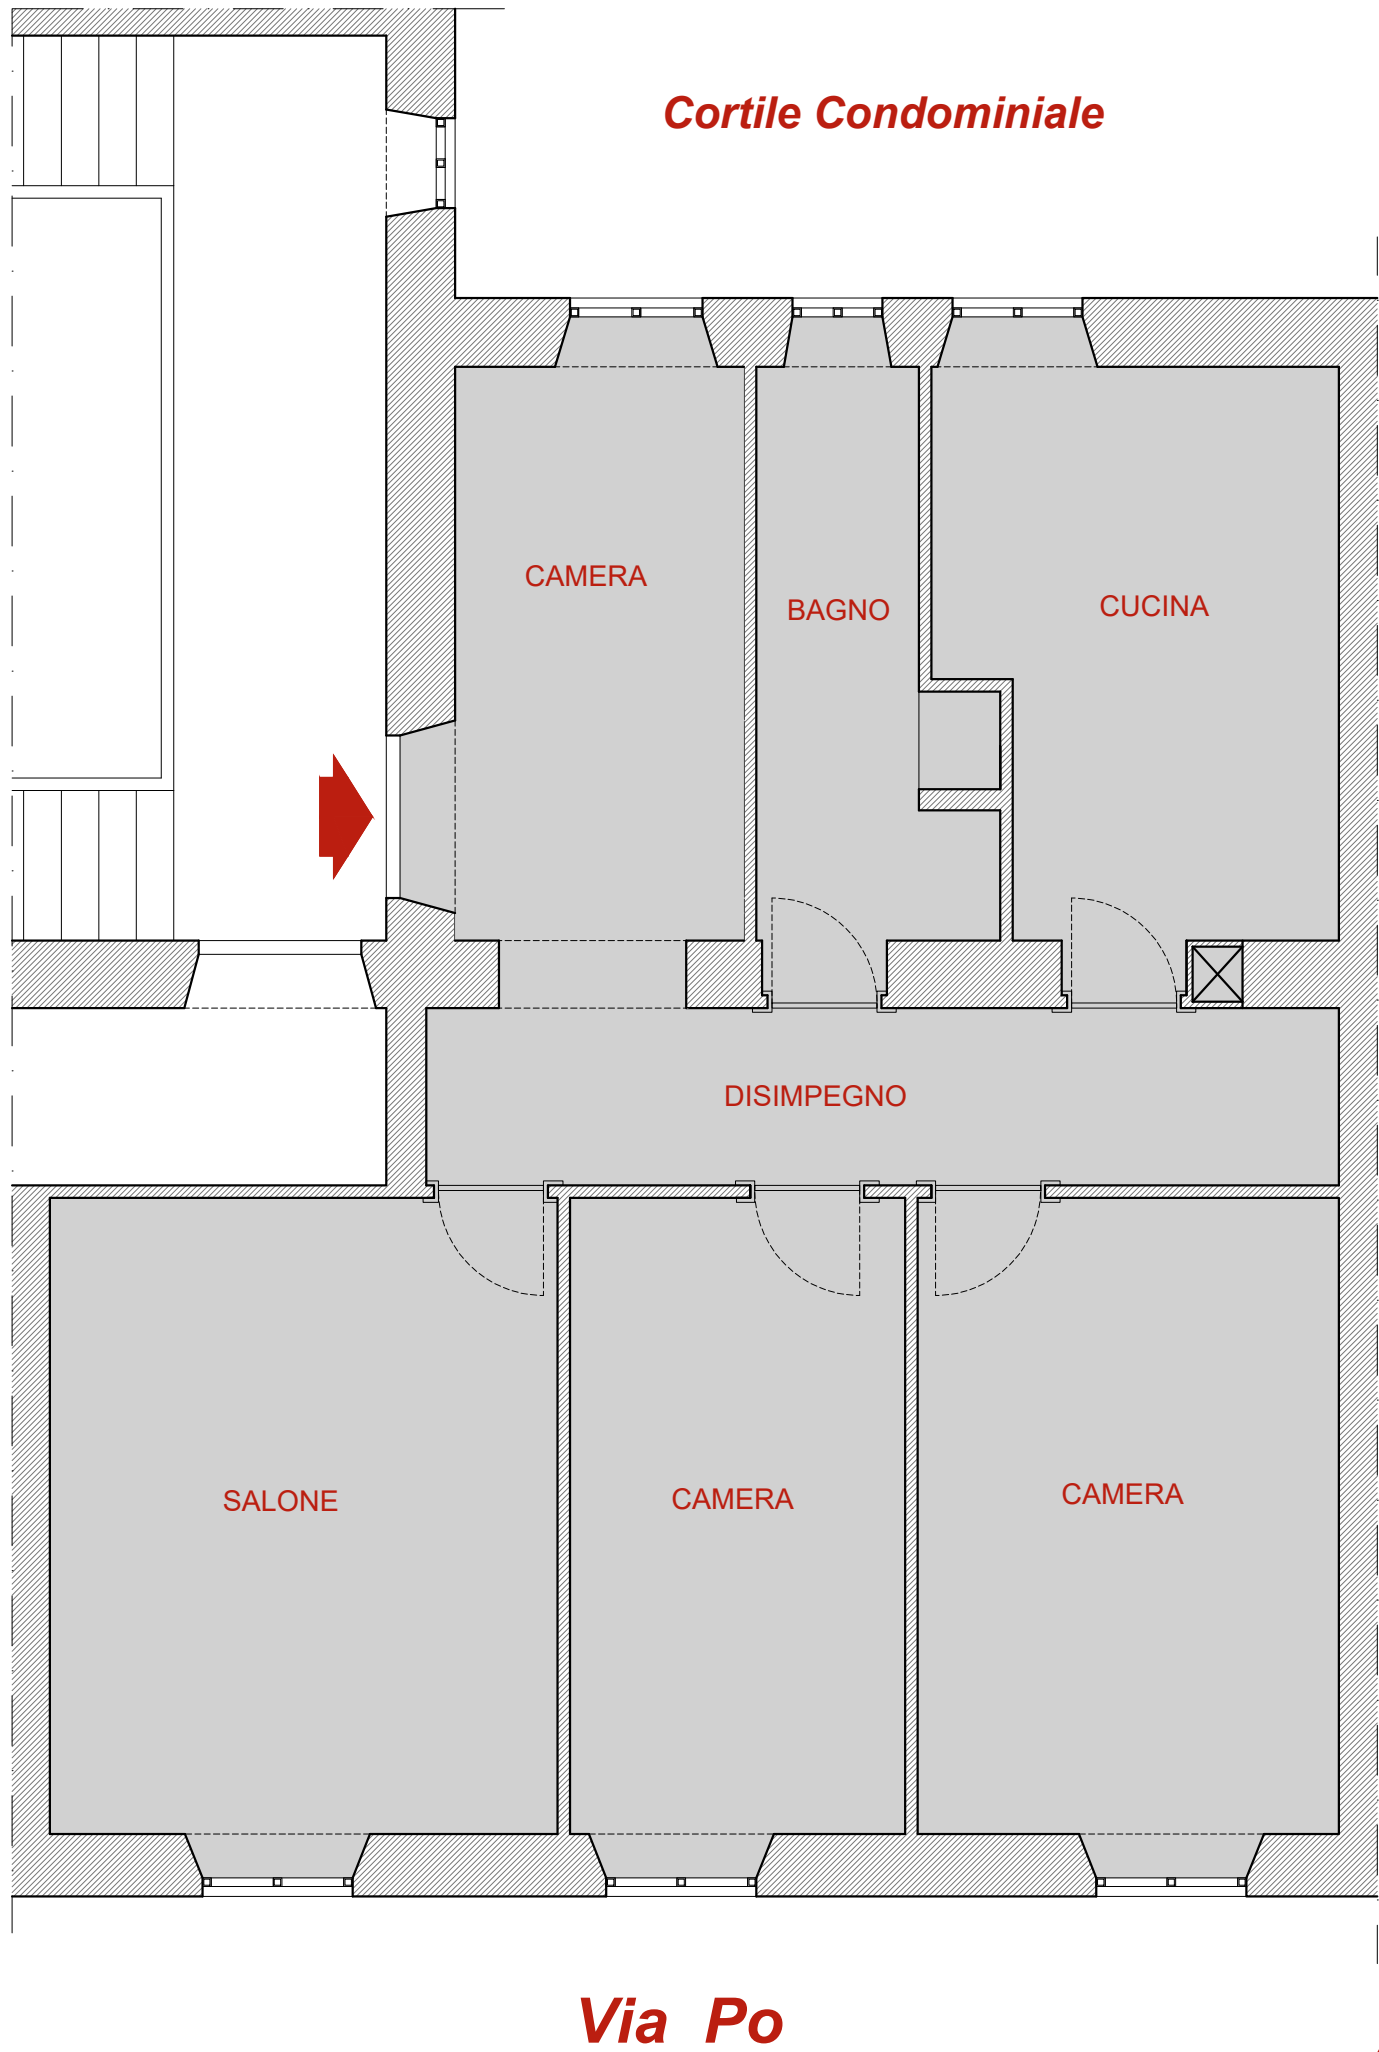 Cortile Condominiale
CAMERA
BAGNO
CUCINA
DISIMPEGNO
SALONE
CAMERA
CAMERA
Via Po